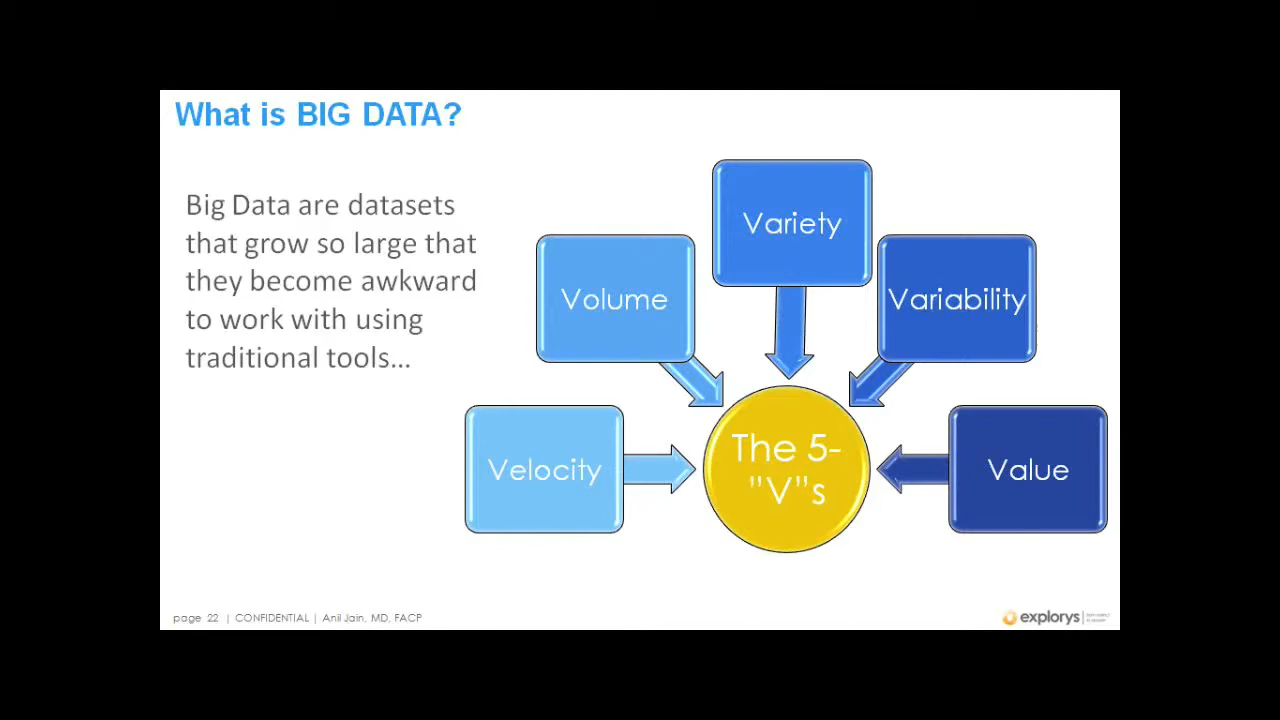 What is BIG DATA?
Big Data are datasets
that grow so large that
they become awkward
to work with using
traditional tools...
Velocity
Volume
Variety
Variability
Value
The 5-
"V"s
page 22 | CONFIDENTIAL | Anil Jain, MD, FACP
explorys